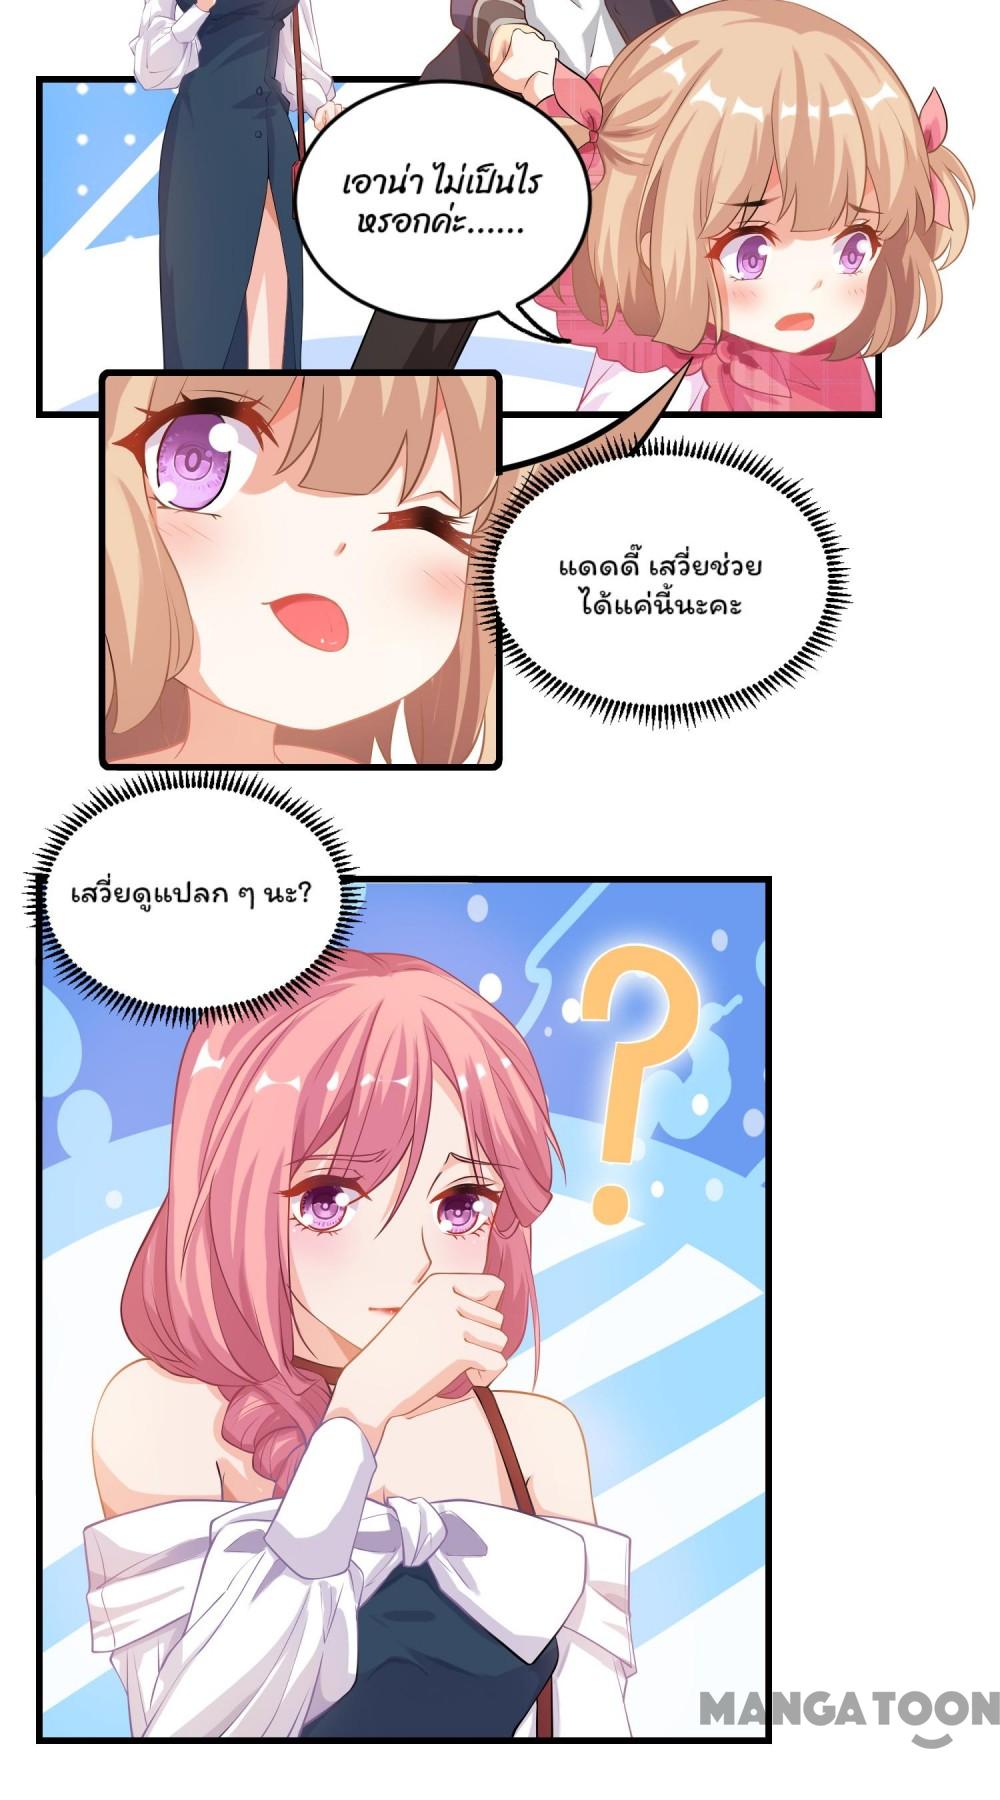 เอาน่า ไม่เป็นไร
หรอกค่ะ......
แดดดี๊ เสวี่ยช่วย
ได้แค่นี้นะคะ
เสวี่ยดูแปลก ๆ นะ?
?
MANGATOON